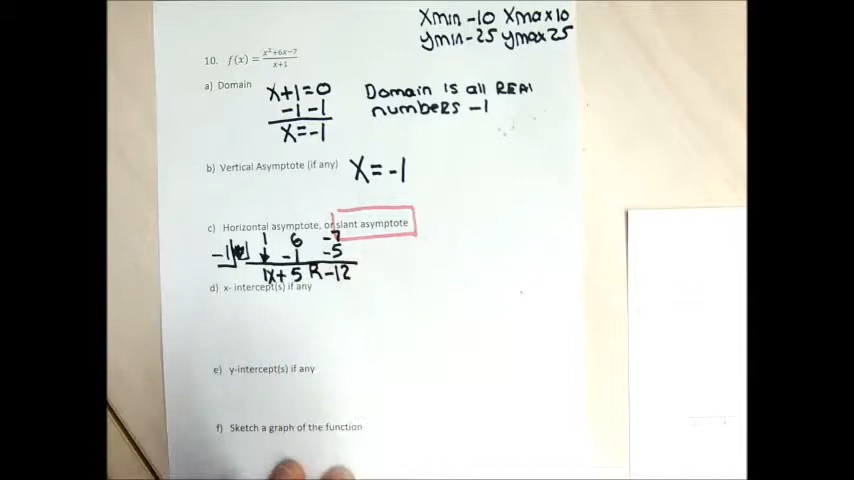 Xmin -10 Xmax 10
ymin -25 ymax 25
10. f(x) = x²+6x-7 / x+1
a) Domain
x+1=0
-1 -1
x=-1
Domain is all REAl
numbers -1
b) Vertical Asymptote (if any)
X=-1
c) Horizontal asymptote, or slant asymptote
1 6 -7
-1 -1 -5
1x+5 R-12
d) x- intercept(s) if any
e) y-intercept(s) if any
f) Sketch a graph of the function